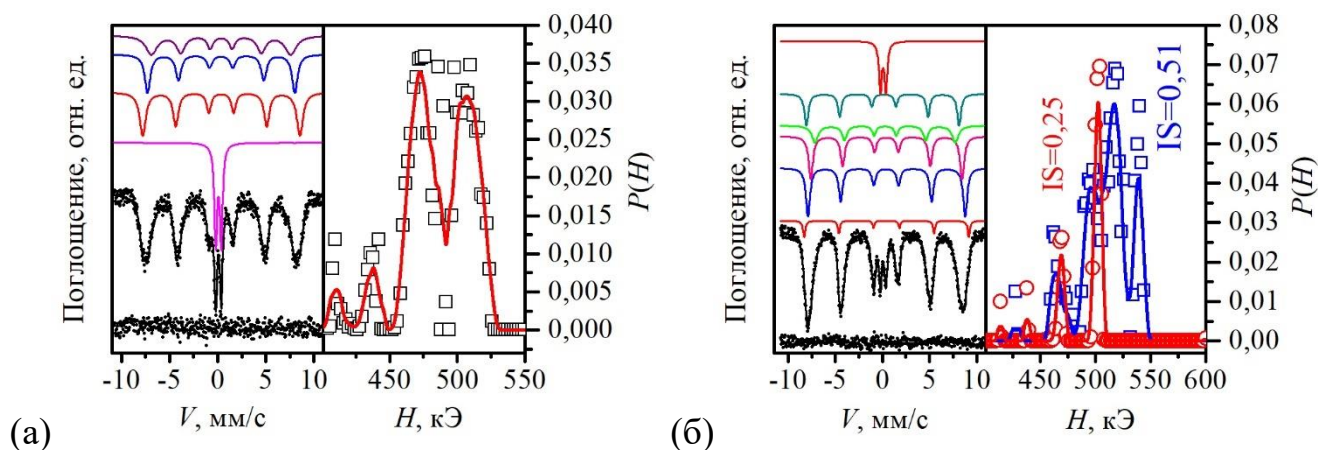 (а)
Поглощение, отн. ед.
-10 -5 0 5 10
V, мм/с
450 500 550
H, кЭ
0,040
0,035
0,030
0,025
0,020
0,015
0,010
0,005
0,000
P(H)
(б)
Поглощение, отн. ед.
-10 -5 0 5 10
V, мм/с
IS=0,25
IS=0,51
450 500 550 600
H, кЭ
0,08
0,07
0,06
0,05
0,04
0,03
0,02
0,01
0,00
P(H)